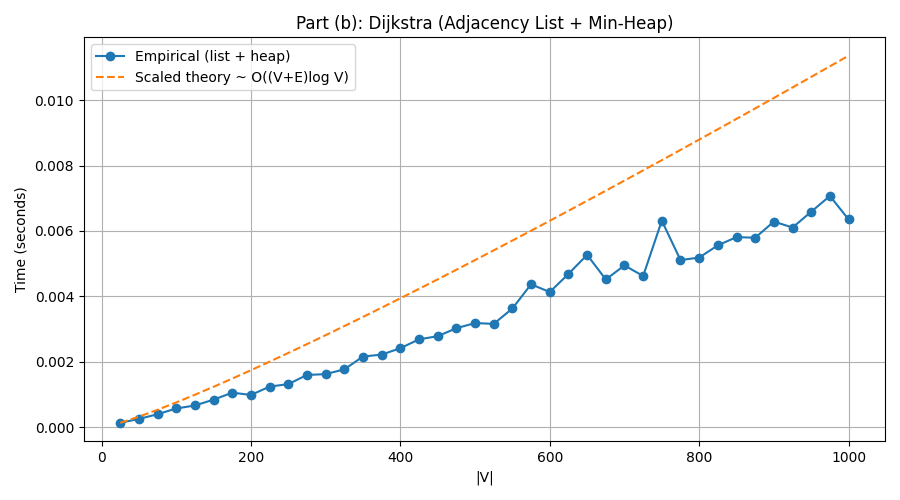 Part (b): Dijkstra (Adjacency List + Min-Heap)
Empirical (list + heap)
Scaled theory ~ O((V+E)log V)
Time (seconds)
0.010
0.008
0.006
0.004
0.002
0.000
0 200 400 600 800 1000
|V|